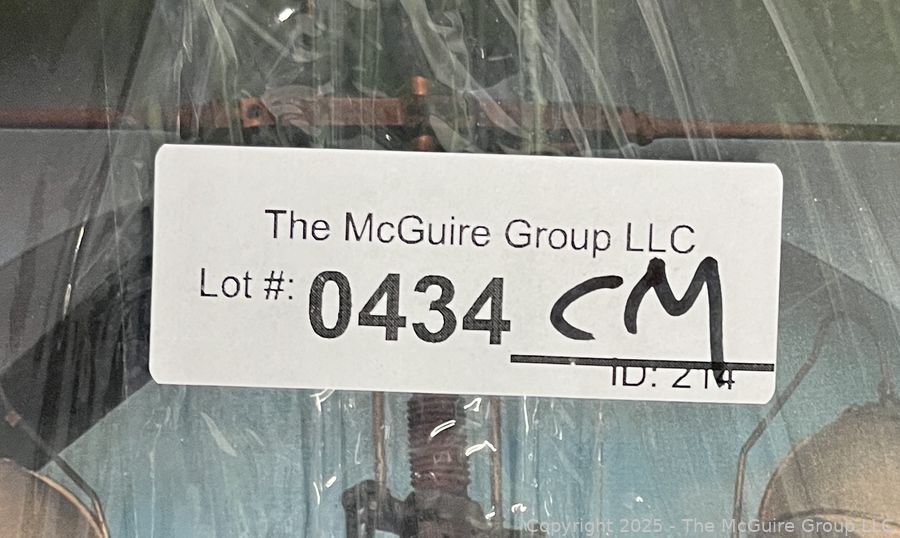 The McGuire Group LLC
Lot #: 0434 CM
ID: 214
Copyright 2025 - The McGuire Group LLC